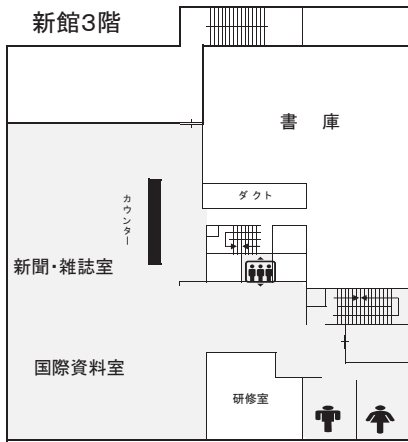 新館3階
書庫
ダクト
カウンター
新聞・雑誌室
国際資料室
研修室